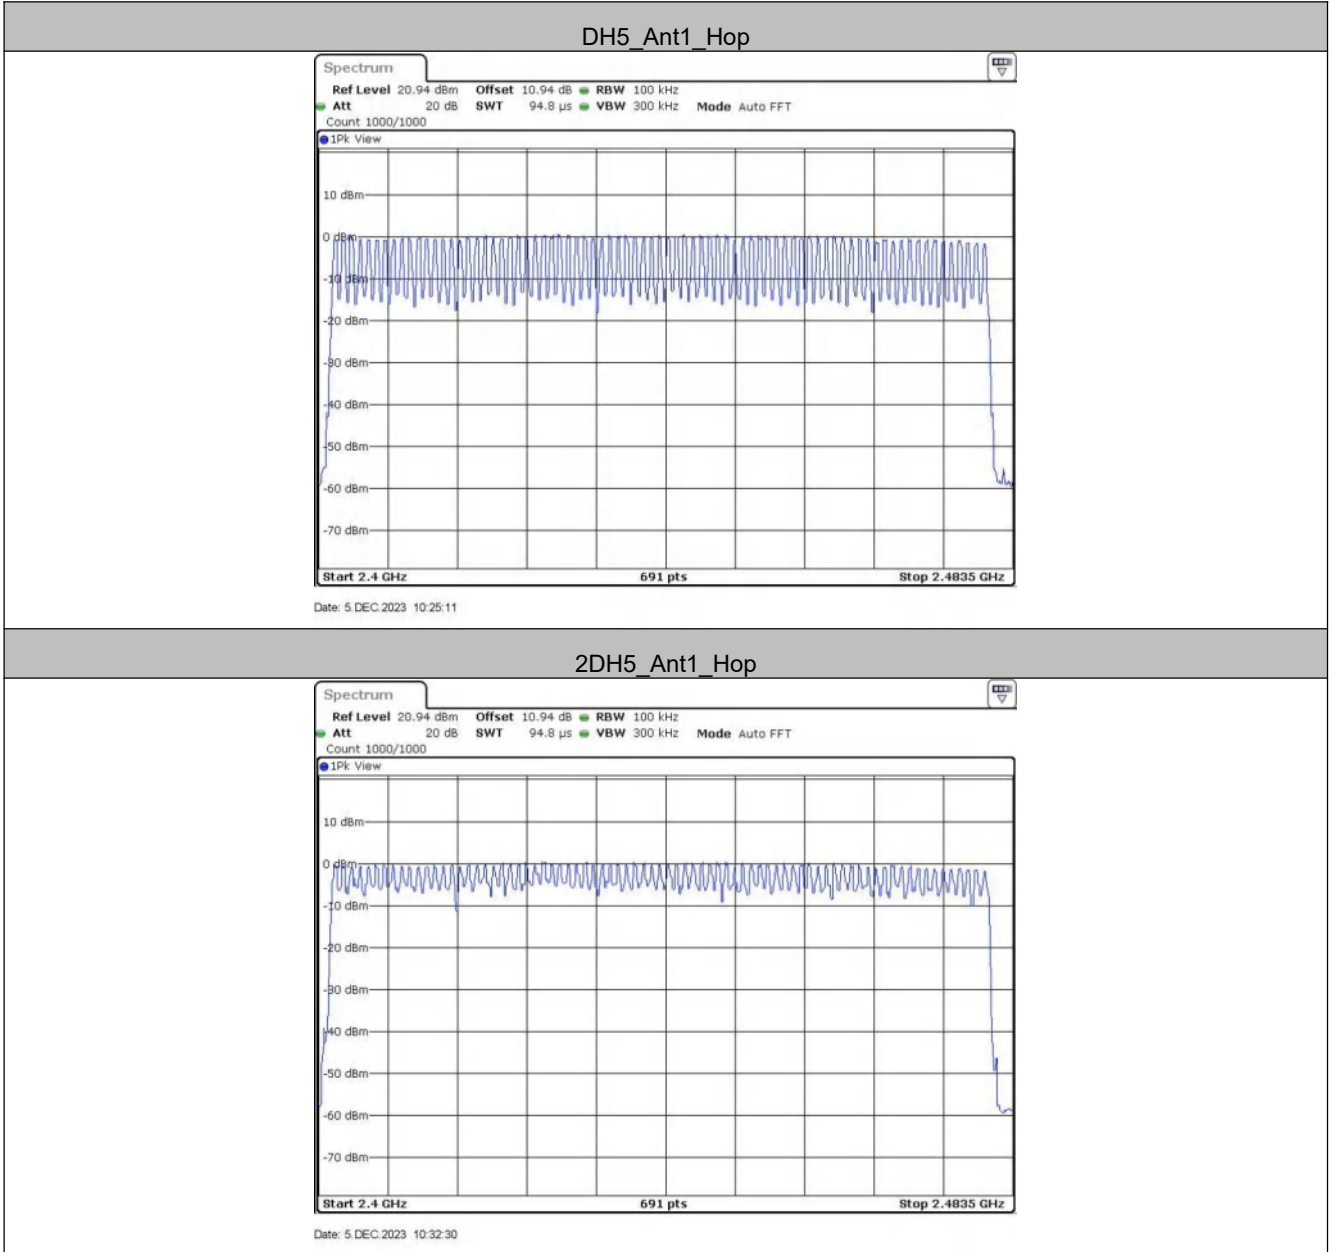 DH5_Ant1_Hop
Spectrum
Ref Level 20.94 dBm Offset 10.94 dB RBW 100 kHz
Att 20 dB SWT 94.8 µs VBW 300 kHz Mode Auto FFT
Count 1000/1000
1Pk View
10 dBm
0 dBm
-10 dBm
-20 dBm
-30 dBm
-40 dBm
-50 dBm
-60 dBm
-70 dBm
Start 2.4 GHz 691 pts Stop 2.4835 GHz
Date: 5.DEC.2023 10:25:11
2DH5_Ant1_Hop
Spectrum
Ref Level 20.94 dBm Offset 10.94 dB RBW 100 kHz
Att 20 dB SWT 94.8 µs VBW 300 kHz Mode Auto FFT
Count 1000/1000
1Pk View
10 dBm
0 dBm
-10 dBm
-20 dBm
-30 dBm
-40 dBm
-50 dBm
-60 dBm
-70 dBm
Start 2.4 GHz 691 pts Stop 2.4835 GHz
Date: 5.DEC.2023 10:32:30